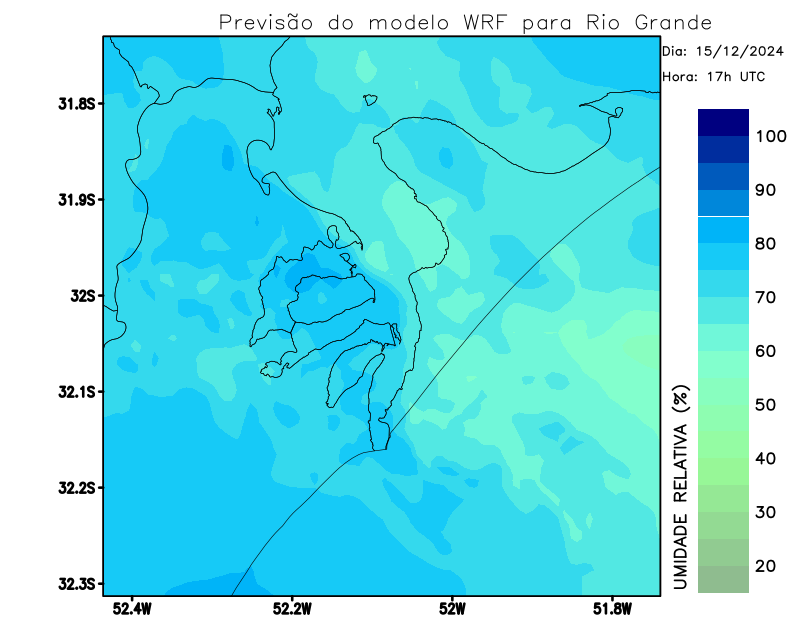 Previsão do modelo WRF para Rio Grande
Dia: 15/12/2024
Hora: 17h UTC
31.8S
31.9S
32S
32.1S
32.2S
32.3S
52.4W
52.2W
52W
51.8W
UMIDADE RELATIVA (%)
100
90
80
70
60
50
40
30
20